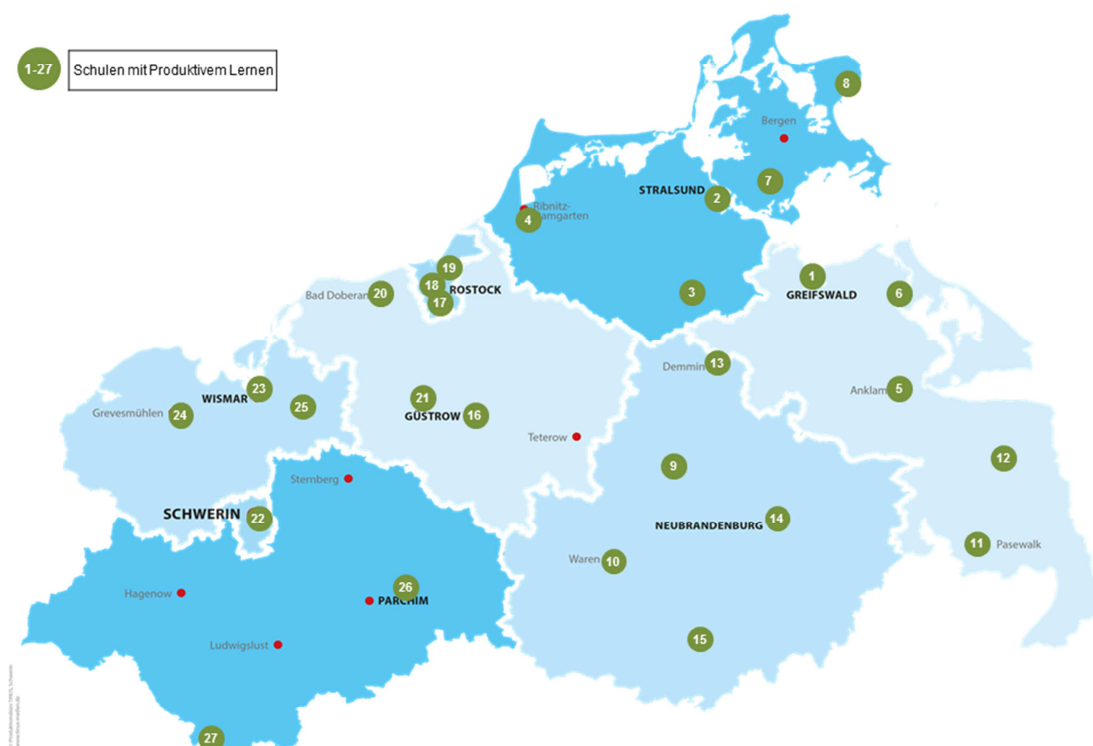 1-27 Schulen mit Produktivem Lernen
8
Bergen
7
STRALSUND 2
Ribnitz-
4 amgarten
19
18 ROSTOCK
17
Bad Doberan 20
3
1
GREIFSWALD
6
Demmin 13
Anklam 5
WISMAR 23
25
Grevesmühlen 24
21
GÜSTROW 16
Teterow
9
12
Sternberg
SCHWERIN 22
NEUBRANDENBURG 14
11 Pasewalk
Waren 10
Hagenow
26
PARCHIM
Ludwigslust
15
27